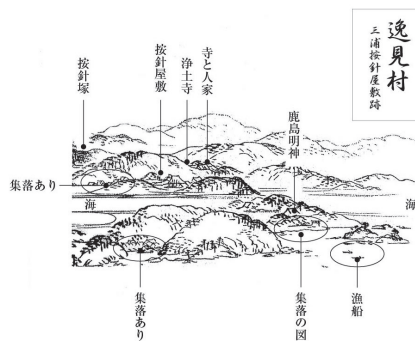 逸見村
三浦按針屋敷跡
寺と人家
浄土寺
按針屋敷
按針塚
鹿島明神
集落あり
海
海
漁船
集落の図
集落あり